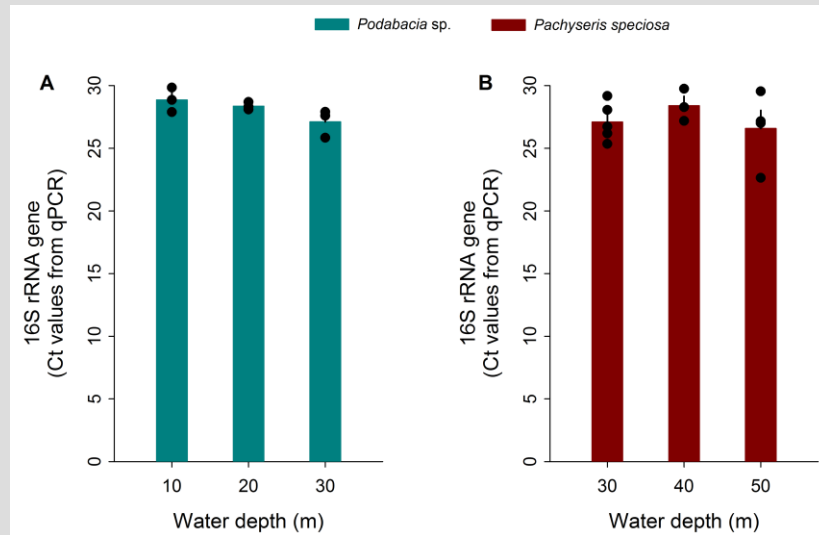 Podabacia sp. Pachyseris speciosa
A
30
25
20
15
10
5
0
16S rRNA gene
(Ct values from qPCR)
10 20 30
Water depth (m)
B
30
25
20
15
10
5
0
16S rRNA gene
(Ct values from qPCR)
30 40 50
Water depth (m)